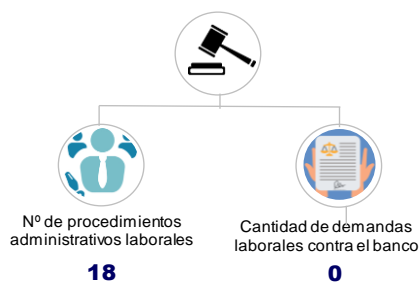 Nº de procedimientos
administrativos laborales
18
Cantidad de demandas
laborales contra el banco
0